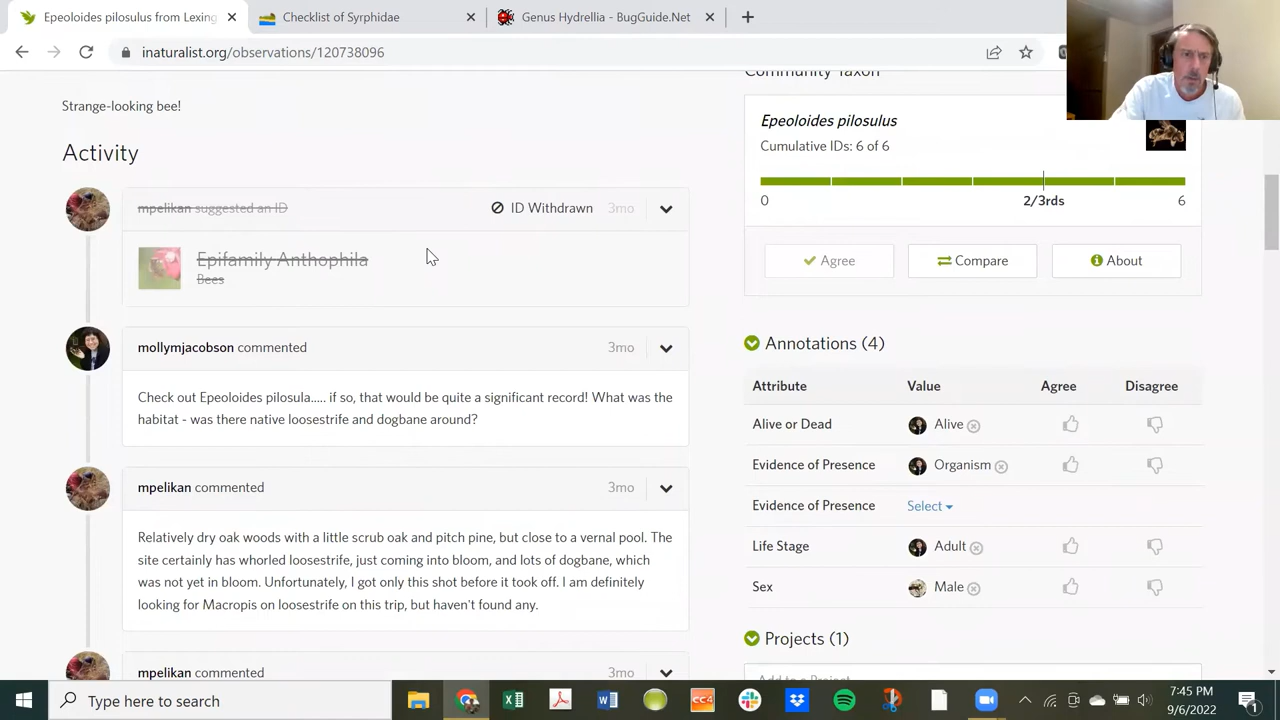 Epeoloides pilosulus from Lexing
Checklist of Syrphidae
Genus Hydrellia - BugGuide.Net
inaturalist.org/observations/120738096
Community Taxon
Strange-looking bee!
Epeoloides pilosulus
Cumulative IDs: 6 of 6
Activity
0
2/3rds
6
mpelikan suggested an ID
ID Withdrawn
3mo
Epifamily Anthophila
Bees
Agree
Compare
About
mollymjacobson commented
3mo
Check out Epeoloides pilosula..... if so, that would be quite a significant record! What was the
habitat - was there native loosestrife and dogbane around?
Annotations (4)
Attribute
Value
Agree
Disagree
Alive or Dead
Alive
Evidence of Presence
Organism
Evidence of Presence
Select
Life Stage
Adult
Sex
Male
mpelikan commented
3mo
Relatively dry oak woods with a little scrub oak and pitch pine, but close to a vernal pool. The
site certainly has whorled loosestrife, just coming into bloom, and lots of dogbane, which
was not yet in bloom. Unfortunately, I got only this shot before it took off. I am definitely
looking for Macropis on loosestrife on this trip, but haven't found any.
Projects (1)
Add to a Project
mpelikan commented
3mo
Type here to search
CC4
7:45 PM
9/6/2022
1